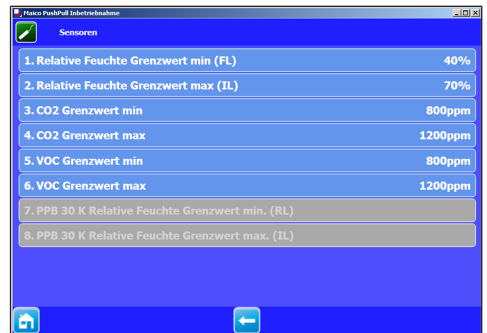 Maico PushPull Inbetriebnahme
Sensoren
1. Relative Feuchte Grenzwert min (FL) 40%
2. Relative Feuchte Grenzwert max (IL) 70%
3. CO2 Grenzwert min 800ppm
4. CO2 Grenzwert max 1200ppm
5. VOC Grenzwert min 800ppm
6. VOC Grenzwert max 1200ppm
7. PPB 30 K Relative Feuchte Grenzwert min. (RL)
8. PPB 30 K Relative Feuchte Grenzwert max. (IL)